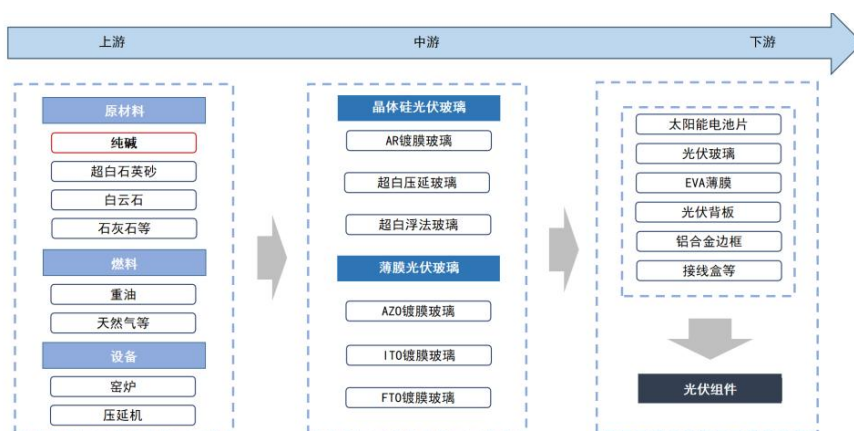 上游
中游
下游
原材料
纯碱
超白石英砂
白云石
石灰石等
燃料
重油
天然气等
设备
窑炉
压延机
晶体硅光伏玻璃
AR镀膜玻璃
超白压延玻璃
超白浮法玻璃
薄膜光伏玻璃
AZO镀膜玻璃
ITO镀膜玻璃
FTO镀膜玻璃
太阳能电池片
光伏玻璃
EVA薄膜
光伏背板
铝合金边框
接线盒等
光伏组件